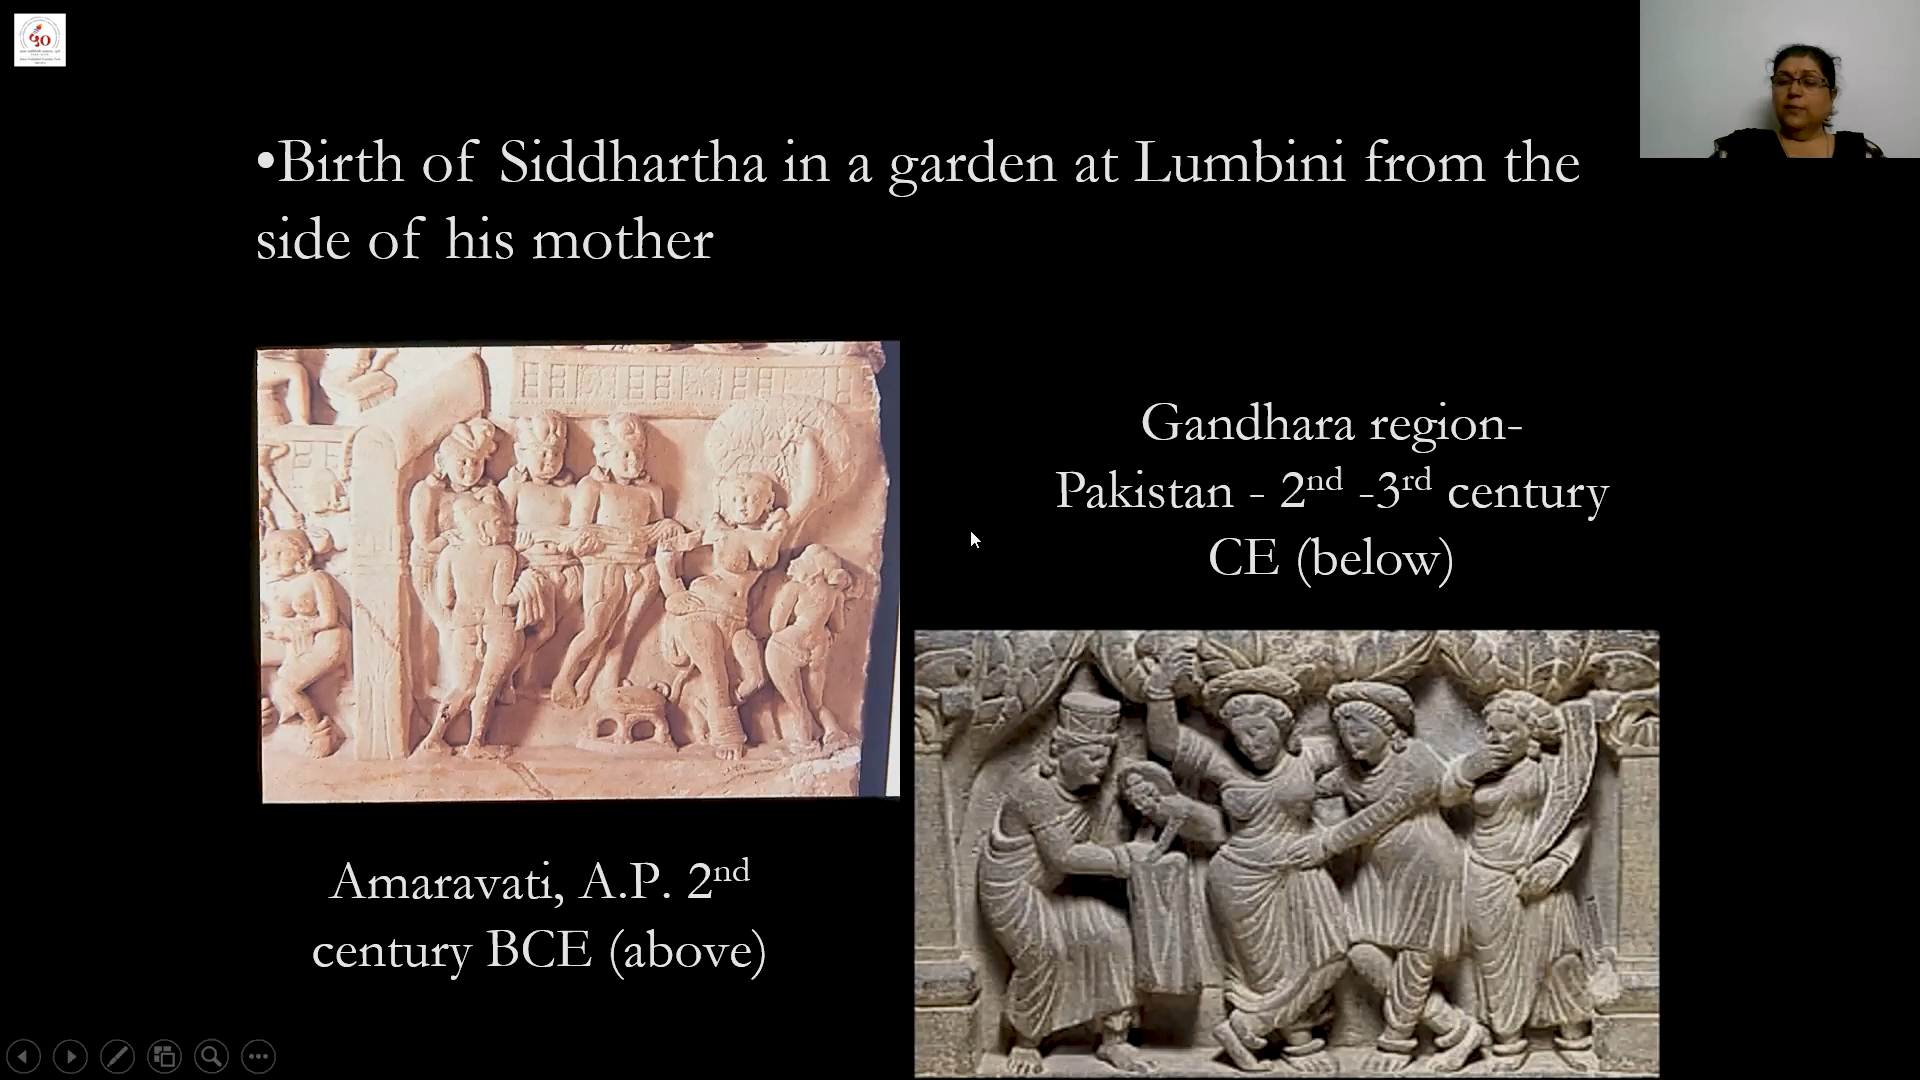 ५०
•Birth of Siddhartha in a garden at Lumbini from the
side of his mother
Gandhara region-
Pakistan - 2nd -3rd century
CE (below)
Amaravati, A.P. 2nd
century BCE (above)